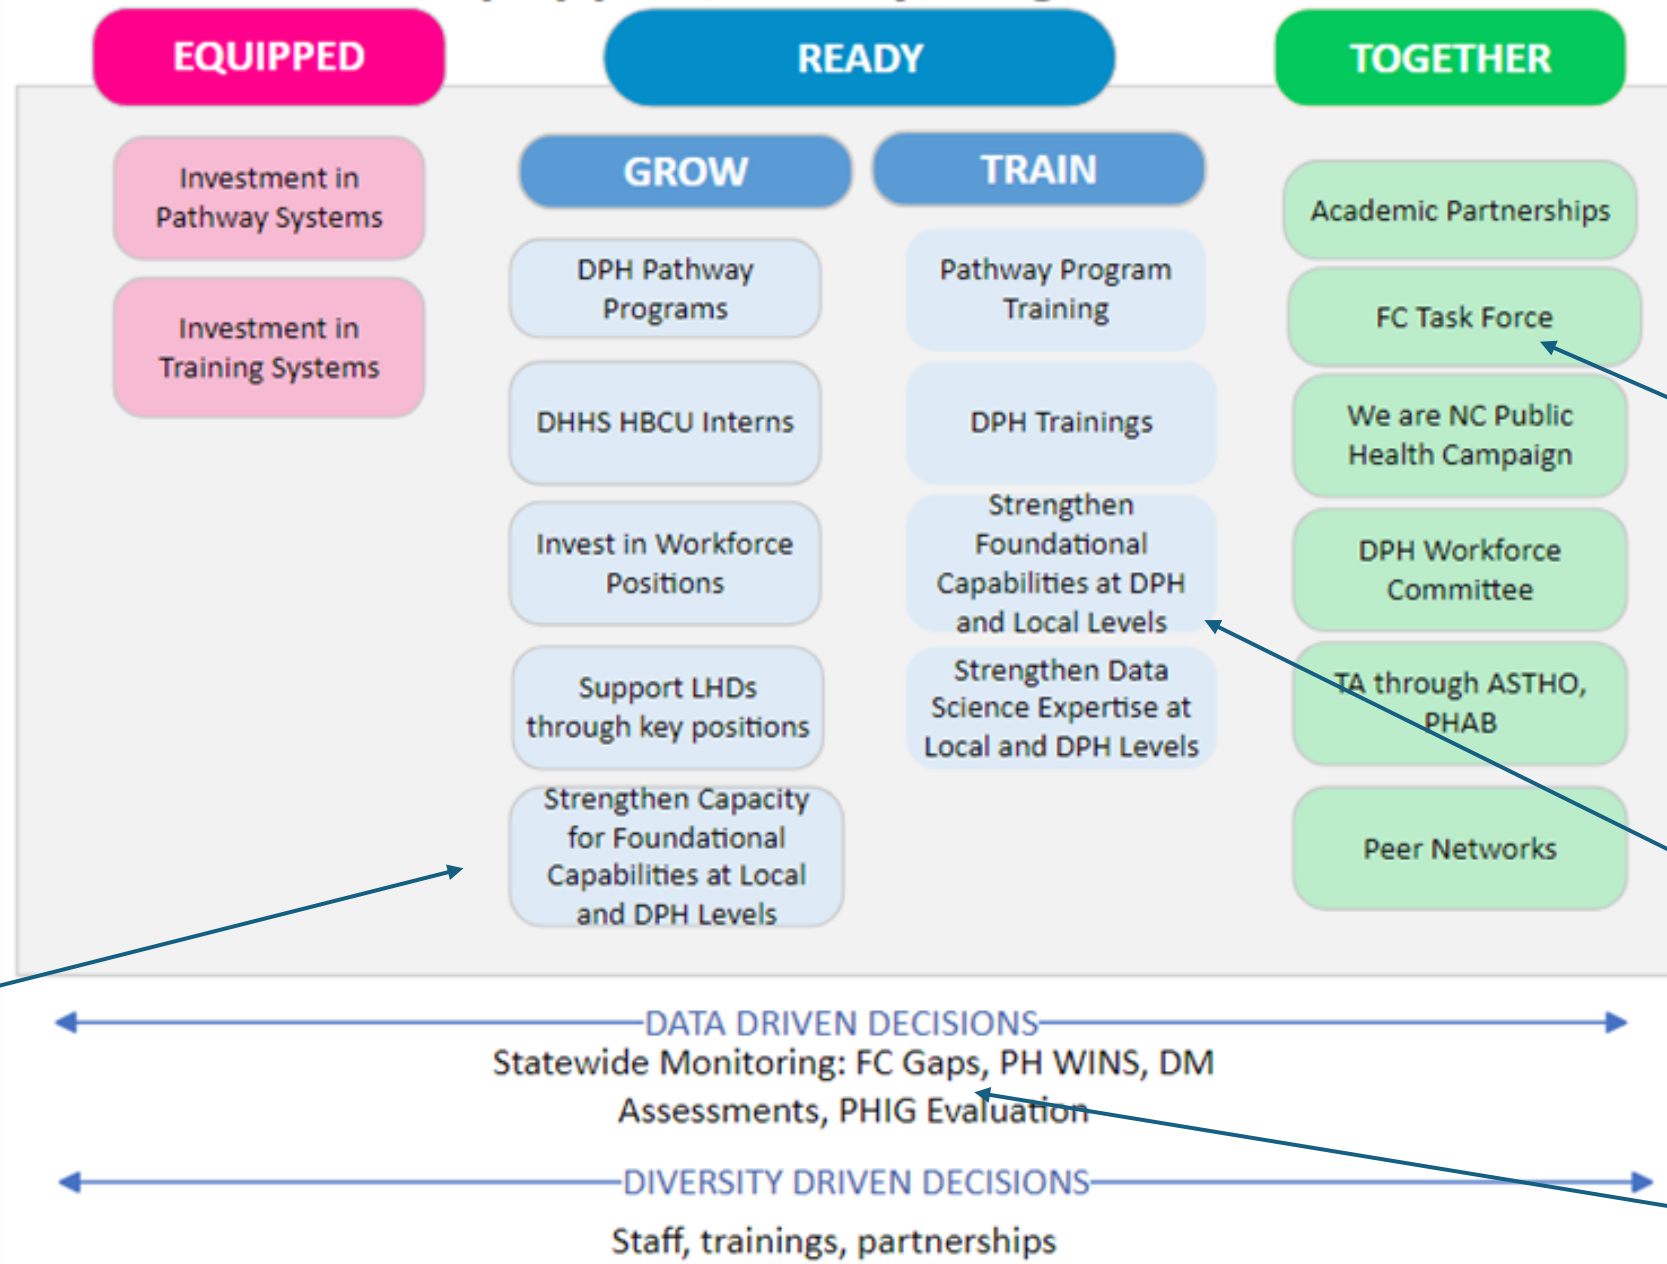 EQUIPPED
READY
TOGETHER
Investment in
Pathway Systems
Investment in
Training Systems
GROW
DPH Pathway
Programs
DHHS HBCU Interns
Invest in Workforce
Positions
Support LHDs
through key positions
Strengthen Capacity
for Foundational
Capabilities at Local
and DPH Levels
TRAIN
Pathway Program
Training
DPH Trainings
Strengthen
Foundational
Capabilities at DPH
and Local Levels
Strengthen Data
Science Expertise at
Local and DPH Levels
Academic Partnerships
FC Task Force
We are NC Public
Health Campaign
DPH Workforce
Committee
TA through ASTHO,
PHAB
Peer Networks
DATA DRIVEN DECISIONS
Statewide Monitoring: FC Gaps, PH WINS, DM
Assessments, PHIG Evaluation
DIVERSITY DRIVEN DECISIONS
Staff, trainings, partnerships